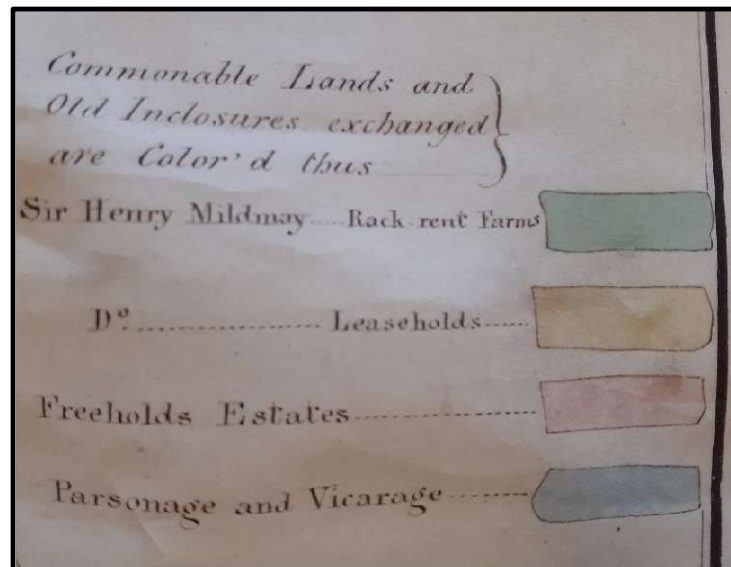 Commonable Lands and
Old Inclosures exchanged
are Color'd thus
Sir Henry Mildmay ..... Rack rent Farms
Dº. .................... Leaseholds ......
Freeholds Estates ....................
Parsonage and Vicarage ..........